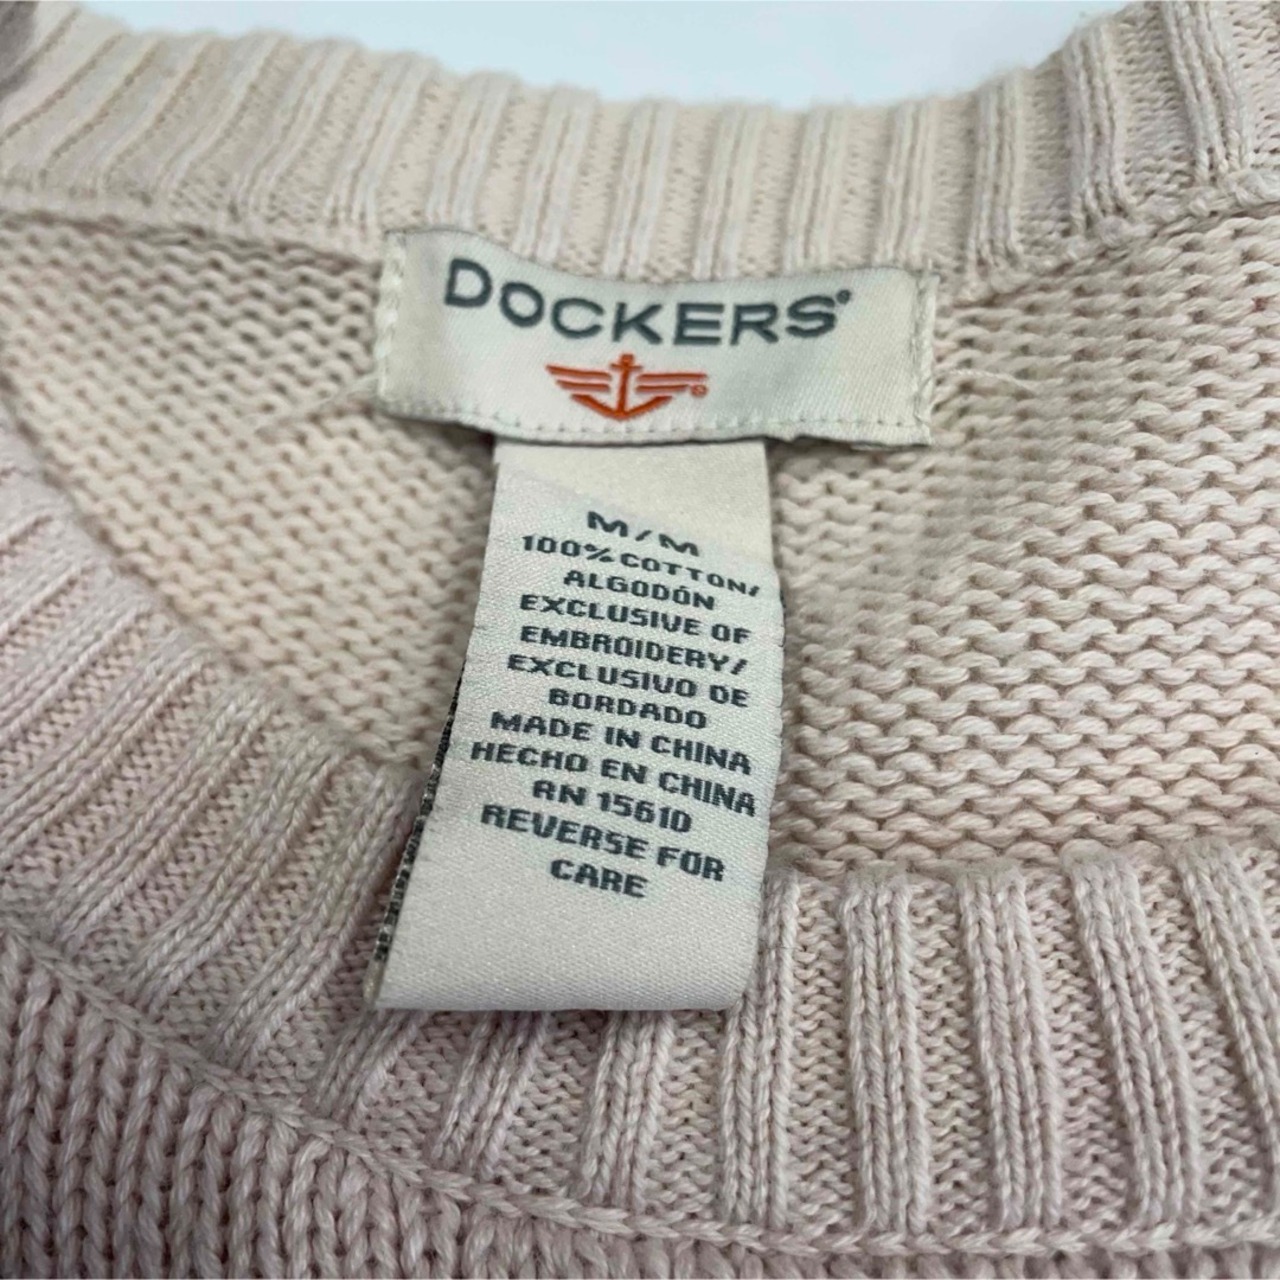 DOCKERS®
M/M
100% COTTON/
ALGODÓN
EXCLUSIVE OF
EMBROIDERY/
EXCLUSIVO DE
BORDADO
MADE IN CHINA
HECHO EN CHINA
RN 15610
REVERSE FOR
CARE